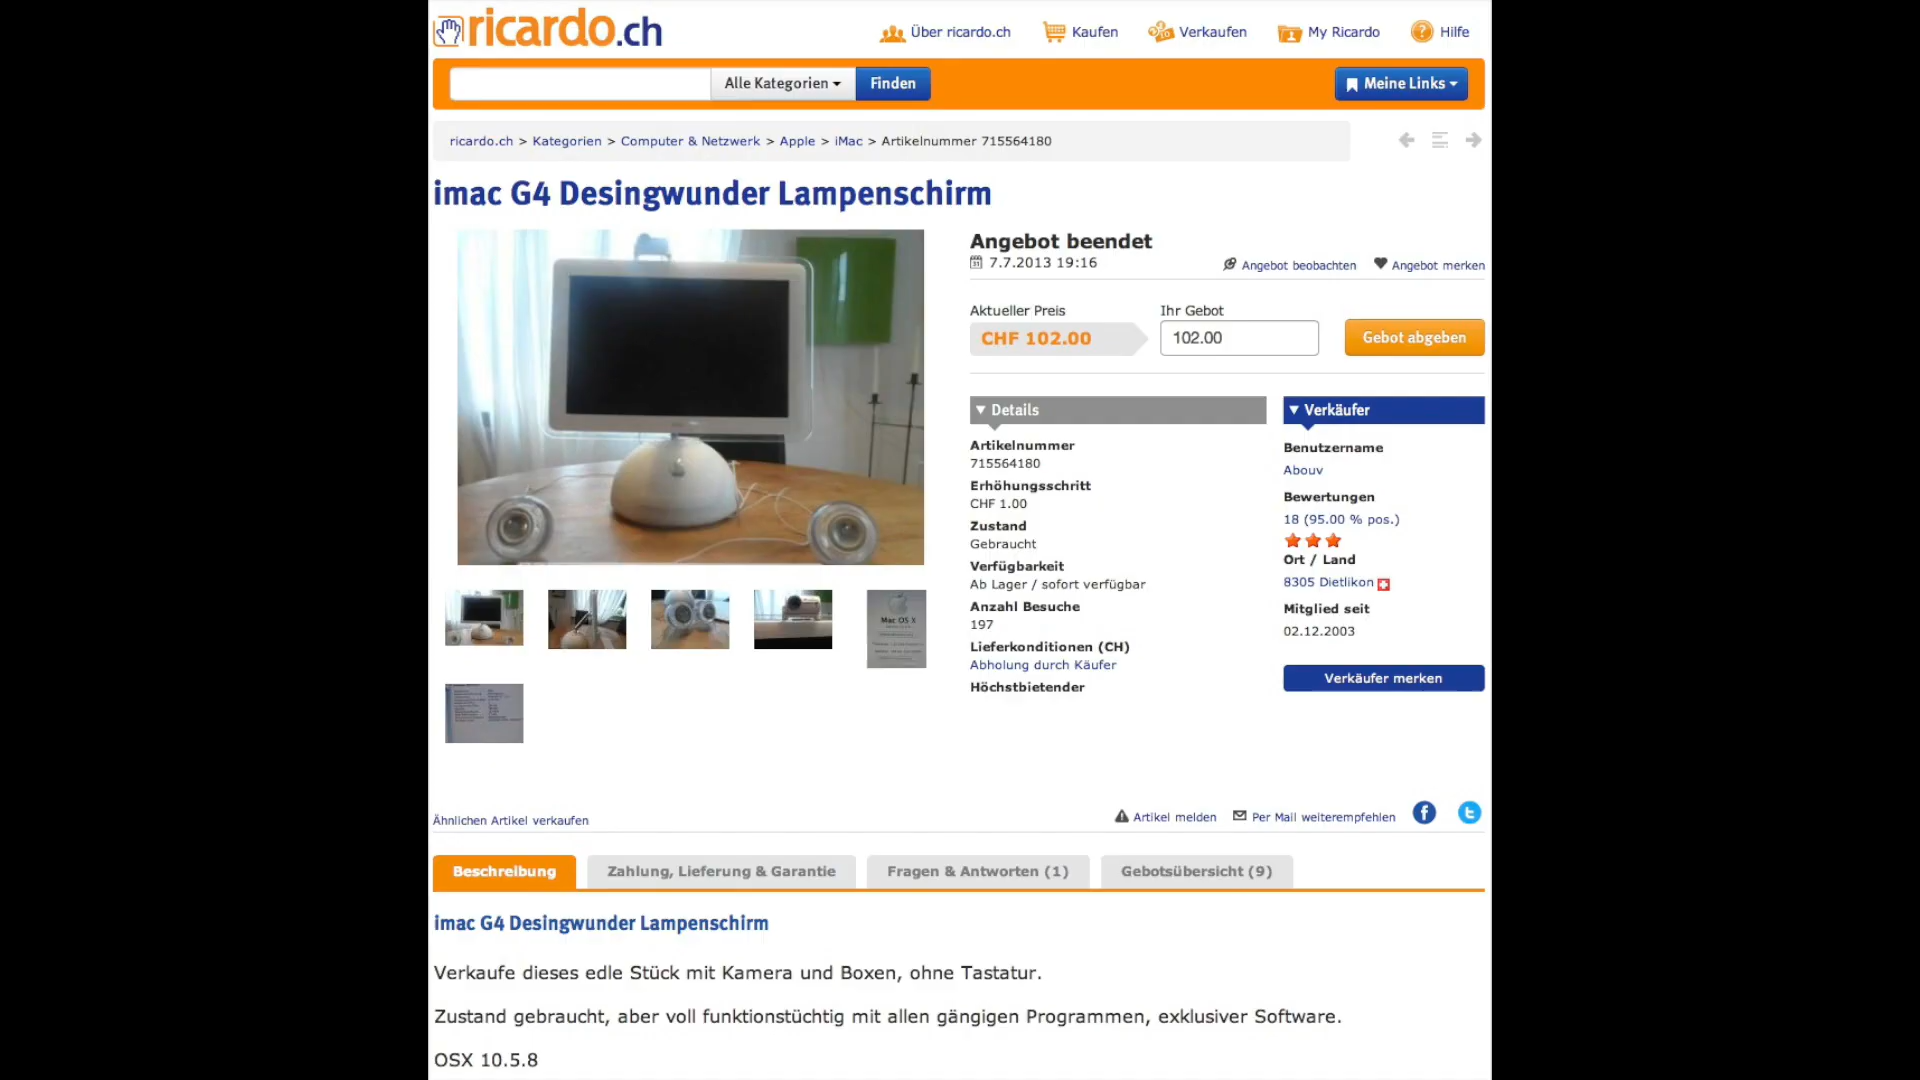 ricardo.ch
Über ricardo.ch
Kaufen
Verkaufen
My Ricardo
Hilfe
Alle Kategorien
Finden
Meine Links
ricardo.ch > Kategorien > Computer & Netzwerk > Apple > iMac > Artikelnummer 715564180
imac G4 Desingwunder Lampenschirm
Angebot beendet
7.7.2013 19:16
Angebot beobachten
Angebot merken
Aktueller Preis
Ihr Gebot
CHF 102.00
102.00
Gebot abgeben
Details
Artikelnummer
715564180
Erhöhungsschritt
CHF 1.00
Zustand
Gebraucht
Verfügbarkeit
Ab Lager / sofort verfügbar
Anzahl Besuche
197
Lieferkonditionen (CH)
Abholung durch Käufer
Höchstbietender
Verkäufer
Benutzername
Abouv
Bewertungen
18 (95.00 % pos.)
Ort / Land
8305 Dietlikon
Mitglied seit
02.12.2003
Verkäufer merken
Mac OS X
Ähnlichen Artikel verkaufen
Artikel melden
Per Mail weiterempfehlen
Beschreibung
Zahlung, Lieferung & Garantie
Fragen & Antworten (1)
Gebotsübersicht (9)
imac G4 Desingwunder Lampenschirm
Verkaufe dieses edle Stück mit Kamera und Boxen, ohne Tastatur.
Zustand gebraucht, aber voll funktionstüchtig mit allen gängigen Programmen, exklusiver Software.
OSX 10.5.8